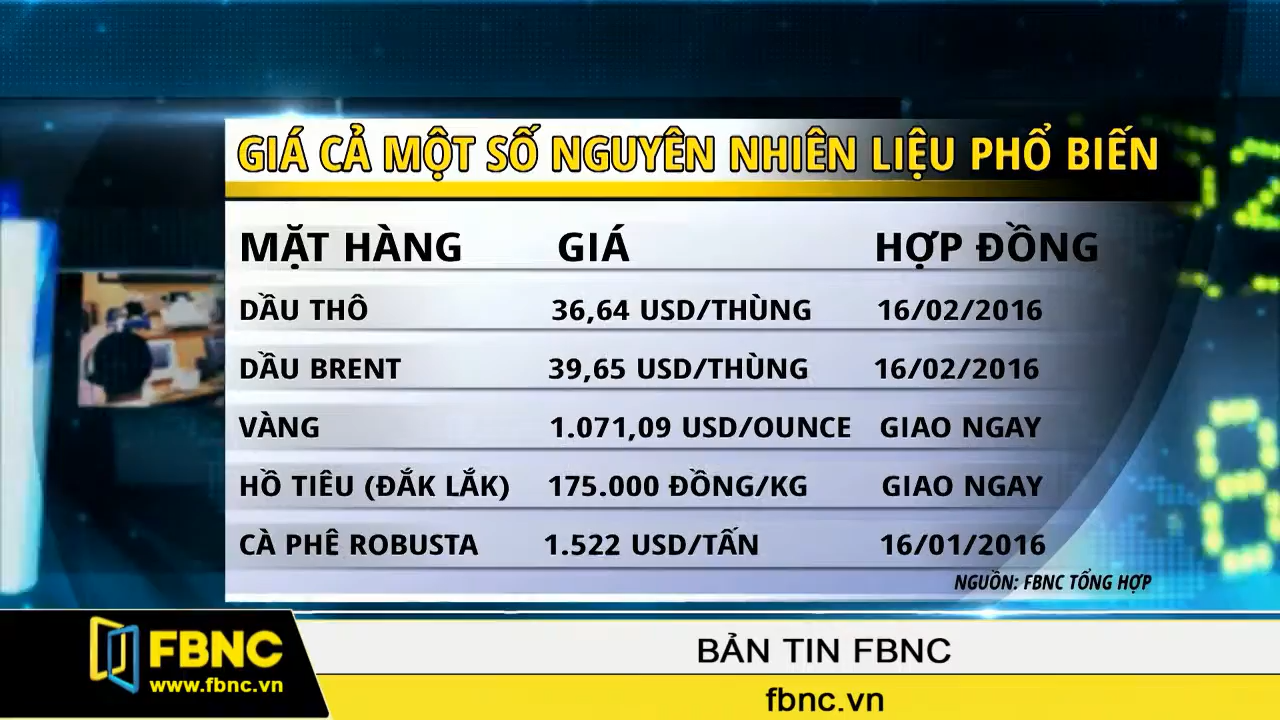 GIÁ CẢ MỘT SỐ NGUYÊN NHIÊN LIỆU PHỔ BIẾN
MẶT HÀNG GIÁ HỢP ĐỒNG
DẦU THÔ 36,64 USD/THÙNG 16/02/2016
DẦU BRENT 39,65 USD/THÙNG 16/02/2016
VÀNG 1.071,09 USD/OUNCE GIAO NGAY
HỒ TIÊU (ĐẮK LẮK) 175.000 ĐỒNG/KG GIAO NGAY
CÀ PHÊ ROBUSTA 1.522 USD/TẤN 16/01/2016
NGUỒN: FBNC TỔNG HỢP
FBNC
www.fbnc.vn
BẢN TIN FBNC
fbnc.vn